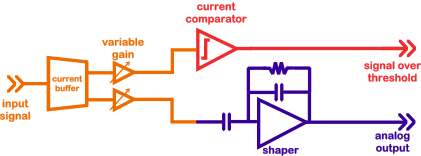 current
comparator
variable
gain
current
buffer
input
signal
signal over
threshold
shaper
analog
output